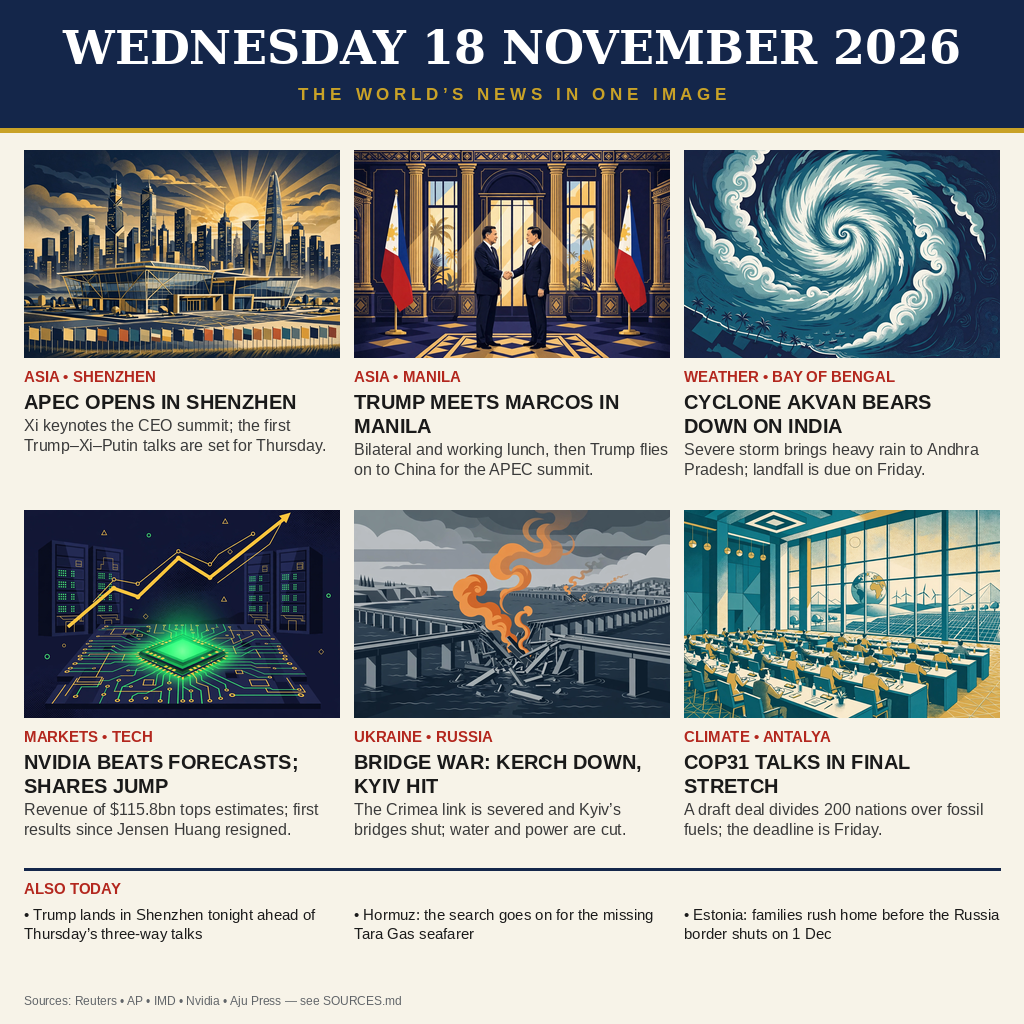 WEDNESDAY 18 NOVEMBER 2026
THE WORLD’S NEWS IN ONE IMAGE
ASIA • SHENZHEN
APEC OPENS IN SHENZHEN
Xi keynotes the CEO summit; the first
Trump–Xi–Putin talks are set for Thursday.
ASIA • MANILA
TRUMP MEETS MARCOS IN
MANILA
Bilateral and working lunch, then Trump flies
on to China for the APEC summit.
WEATHER • BAY OF BENGAL
CYCLONE AKVAN BEARS
DOWN ON INDIA
Severe storm brings heavy rain to Andhra
Pradesh; landfall is due on Friday.
MARKETS • TECH
NVIDIA BEATS FORECASTS;
SHARES JUMP
Revenue of $115.8bn tops estimates; first
results since Jensen Huang resigned.
UKRAINE • RUSSIA
BRIDGE WAR: KERCH DOWN,
KYIV HIT
The Crimea link is severed and Kyiv’s
bridges shut; water and power are cut.
CLIMATE • ANTALYA
COP31 TALKS IN FINAL
STRETCH
A draft deal divides 200 nations over fossil
fuels; the deadline is Friday.
ALSO TODAY
• Trump lands in Shenzhen tonight ahead of
Thursday’s three-way talks
• Hormuz: the search goes on for the missing
Tara Gas seafarer
• Estonia: families rush home before the Russia
border shuts on 1 Dec
Sources: Reuters • AP • IMD • Nvidia • Aju Press — see SOURCES.md